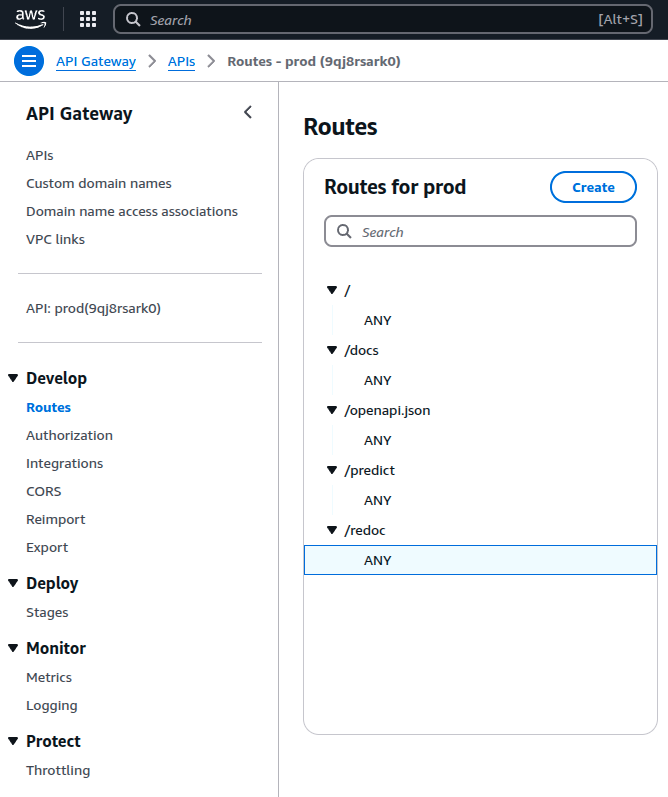 aws
Search [Alt+S]
API Gateway APIs Routes - prod (9qj8rsark0)
API Gateway
APIs
Custom domain names
Domain name access associations
VPC links
API: prod(9qj8rsark0)
Develop
Routes
Authorization
Integrations
CORS
Reimport
Export
Deploy
Stages
Monitor
Metrics
Logging
Protect
Throttling
Routes
Routes for prod
Create
Search
/
ANY
/docs
ANY
/openapi.json
ANY
/predict
ANY
/redoc
ANY